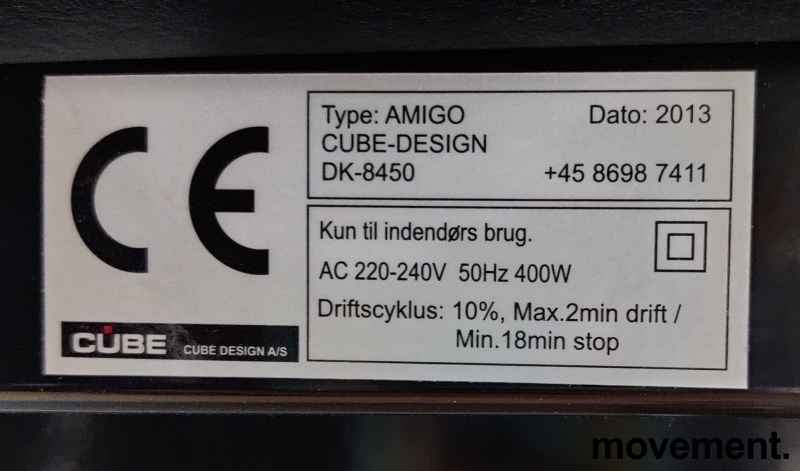 CE
Type: AMIGO Dato: 2013
CUBE-DESIGN
DK-8450 +45 8698 7411
Kun til indendørs brug.
AC 220-240V 50Hz 400W
Driftscyklus: 10%, Max.2min drift /
Min.18min stop
CUBE CUBE DESIGN A/S
movement.